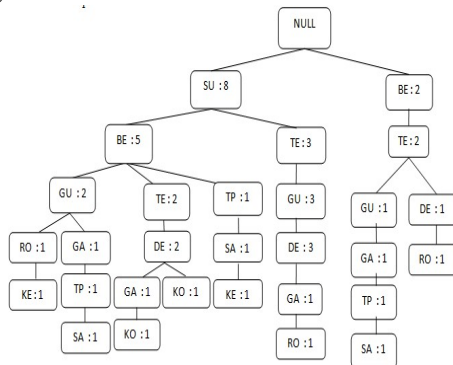 NULL
SU : 8
BE : 2
BE : 5
TE : 3
TE : 2
GU : 2
TE : 2
TP : 1
GU : 3
GU : 1
DE : 1
RO : 1
GA : 1
DE : 2
SA : 1
DE : 3
GA : 1
RO : 1
KE : 1
TP : 1
GA : 1
KO : 1
KE : 1
GA : 1
TP : 1
SA : 1
KO : 1
RO : 1
SA : 1